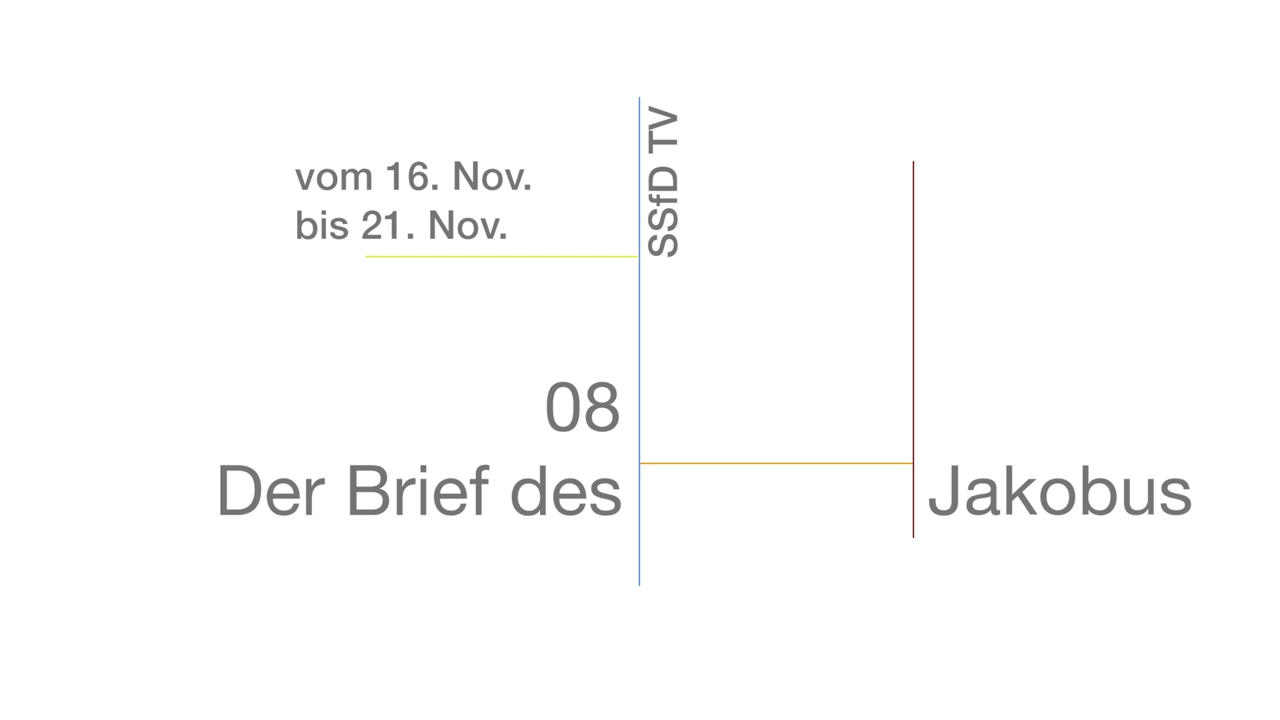 vom 16. Nov.
bis 21. Nov.
SSfD TV
08
Der Brief des
Jakobus